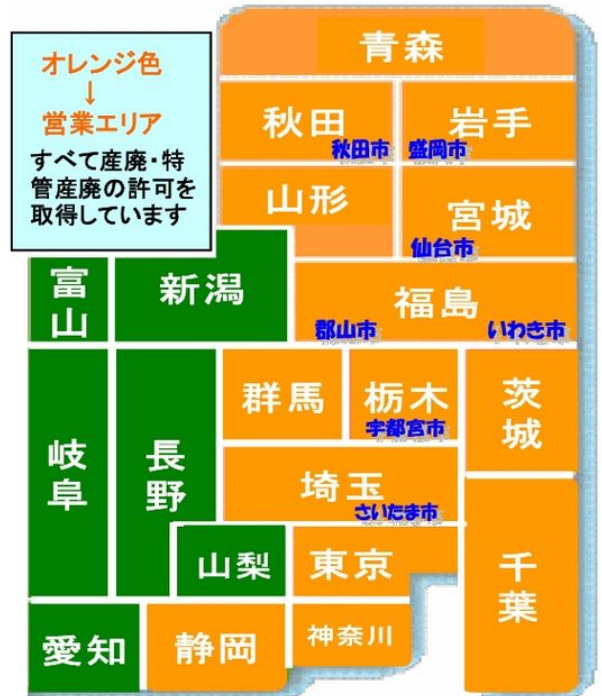 オレンジ色
↓
営業エリア
すべて産廃・特
管産廃の許可を
取得しています
青森
秋田
秋田市
岩手
盛岡市
山形
宮城
仙台市
富山
新潟
福島
郡山市
いわき市
岐阜
長野
群馬
栃木
宇都宮市
茨城
埼玉
さいたま市
山梨
東京
千葉
愛知
静岡
神奈川